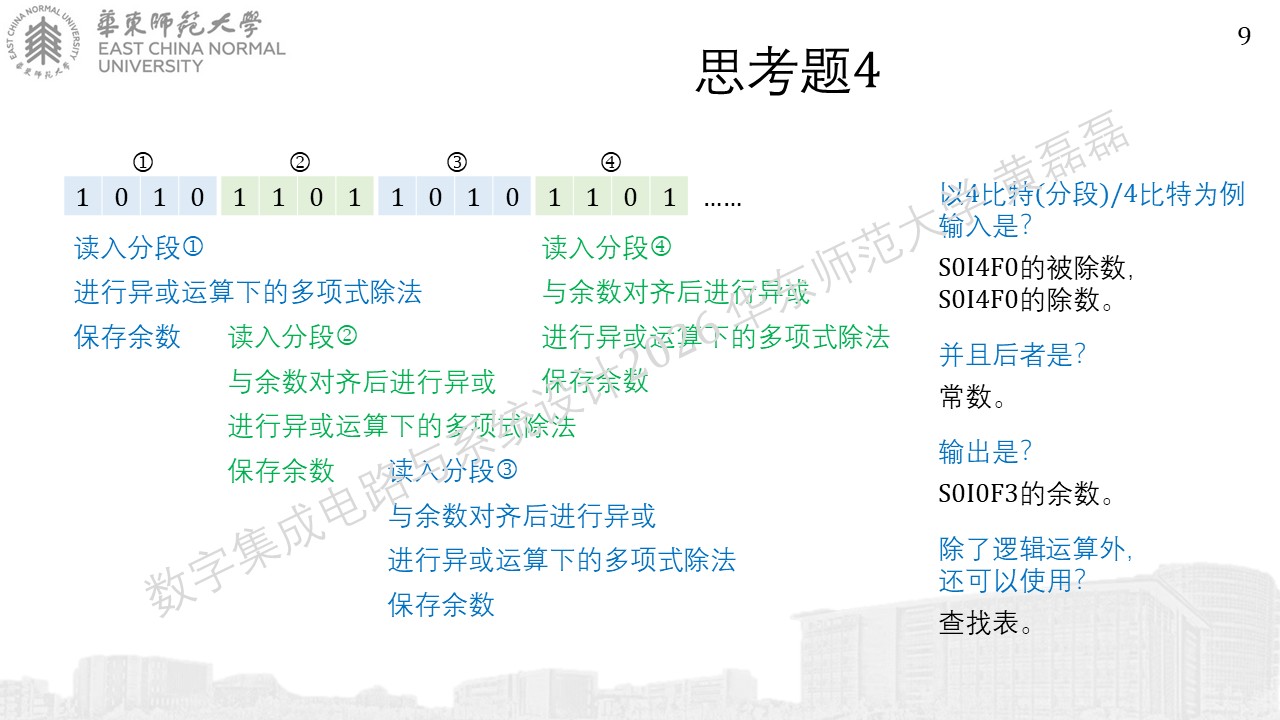 華東師範大學
EAST CHINA NORMAL
UNIVERSITY
EAST CHINA NORMAL UNIVERSITY
華東師範大學
9
思考题4
① ② ③ ④
1 0 1 0 1 1 0 1 1 0 1 0 1 1 0 1 ……
读入分段①
进行异或运算下的多项式除法
保存余数
读入分段②
与余数对齐后进行异或
进行异或运算下的多项式除法
保存余数
读入分段③
与余数对齐后进行异或
进行异或运算下的多项式除法
保存余数
读入分段④
与余数对齐后进行异或
进行异或运算下的多项式除法
保存余数
以4比特(分段)/4比特为例
输入是？
S0I4F0的被除数，
S0I4F0的除数。
并且后者是？
常数。
输出是？
S0I0F3的余数。
除了逻辑运算外，
还可以使用？
查找表。
数字集成电路与系统设计2026 华东师范大学 黄磊磊